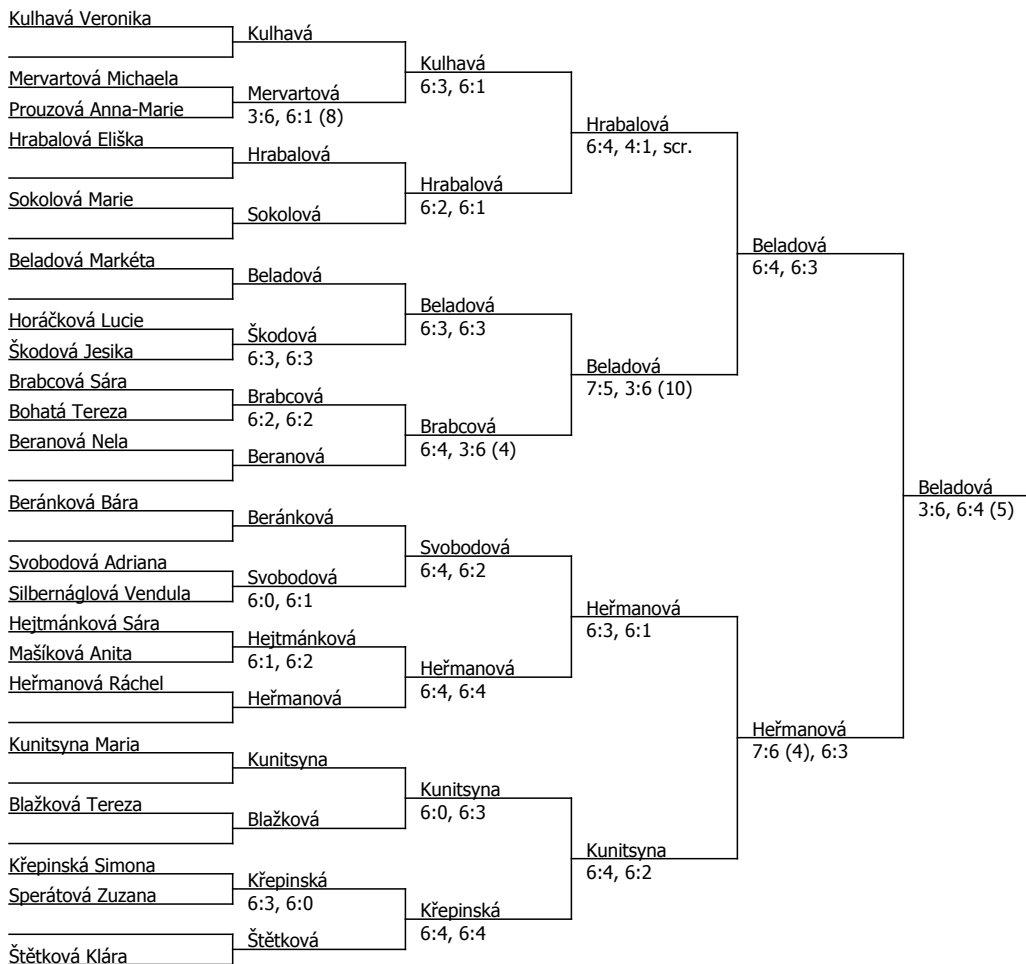 Kulhavá Veronika
Mervartová Michaela
Prouzová Anna-Marie
Hrabalová Eliška
Sokolová Marie
Beladová Markéta
Horáčková Lucie
Škodová Jesika
Brabcová Sára
Bohatá Tereza
Beranová Nela
Beránková Bára
Svobodová Adriana
Silbernáglová Vendula
Hejtmánková Sára
Mašíková Anita
Heřmanová Ráchel
Kunitsyna Maria
Blažková Tereza
Křepinská Simona
Sperátová Zuzana
Štětková Klára
Kulhavá
Mervartová
3:6, 6:1 (8)
Hrabalová
Sokolová
Beladová
Škodová
6:3, 6:3
Brabcová
6:2, 6:2
Beranová
Beránková
Svobodová
6:0, 6:1
Hejtmánková
6:1, 6:2
Heřmanová
Kunitsyna
Blažková
Křepinská
6:3, 6:0
Štětková
Kulhavá
6:3, 6:1
Hrabalová
6:2, 6:1
Beladová
6:3, 6:3
Brabcová
6:4, 3:6 (4)
Svobodová
6:4, 6:2
Heřmanová
6:4, 6:4
Kunitsyna
6:0, 6:3
Křepinská
6:4, 6:4
Hrabalová
6:4, 4:1, scr.
Beladová
7:5, 3:6 (10)
Heřmanová
6:3, 6:1
Kunitsyna
6:4, 6:2
Beladová
6:4, 6:3
Heřmanová
7:6 (4), 6:3
Beladová
3:6, 6:4 (5)